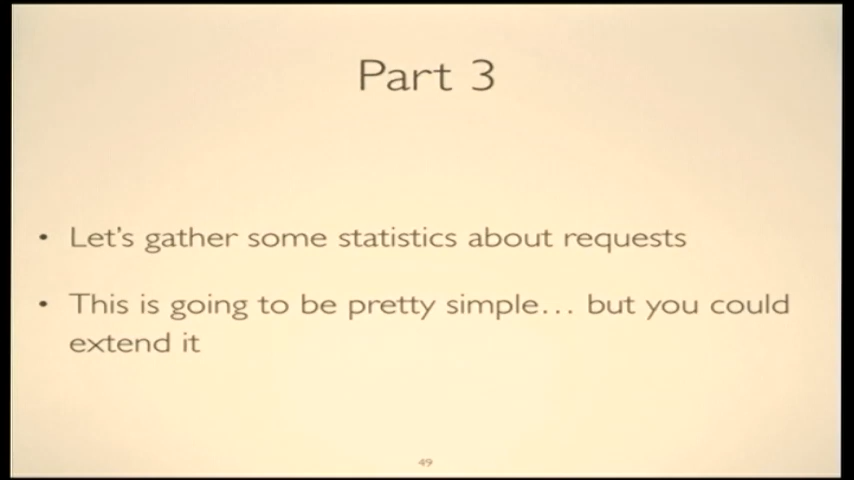 Part 3
• Let's gather some statistics about requests
• This is going to be pretty simple... but you could
extend it
49